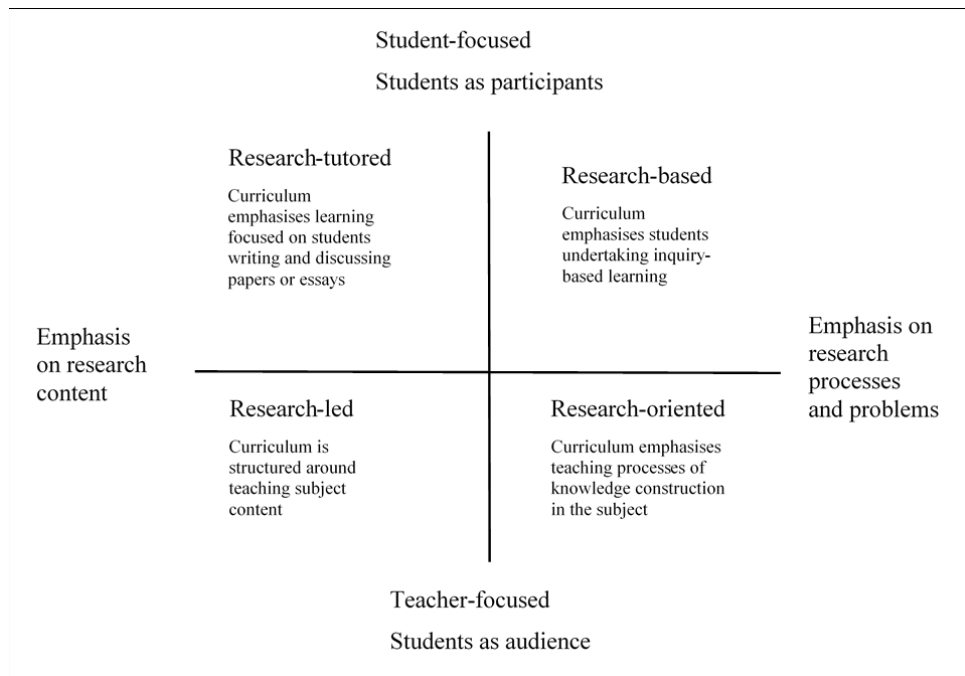 Student-focused
Students as participants
Research-tutored
Curriculum
emphasises learning
focused on students
writing and discussing
papers or essays
Research-based
Curriculum
emphasises students
undertaking inquiry-
based learning
Emphasis
on research
content
Emphasis on
research
processes
and problems
Research-led
Curriculum is
structured around
teaching subject
content
Research-oriented
Curriculum emphasises
teaching processes of
knowledge construction
in the subject
Teacher-focused
Students as audience